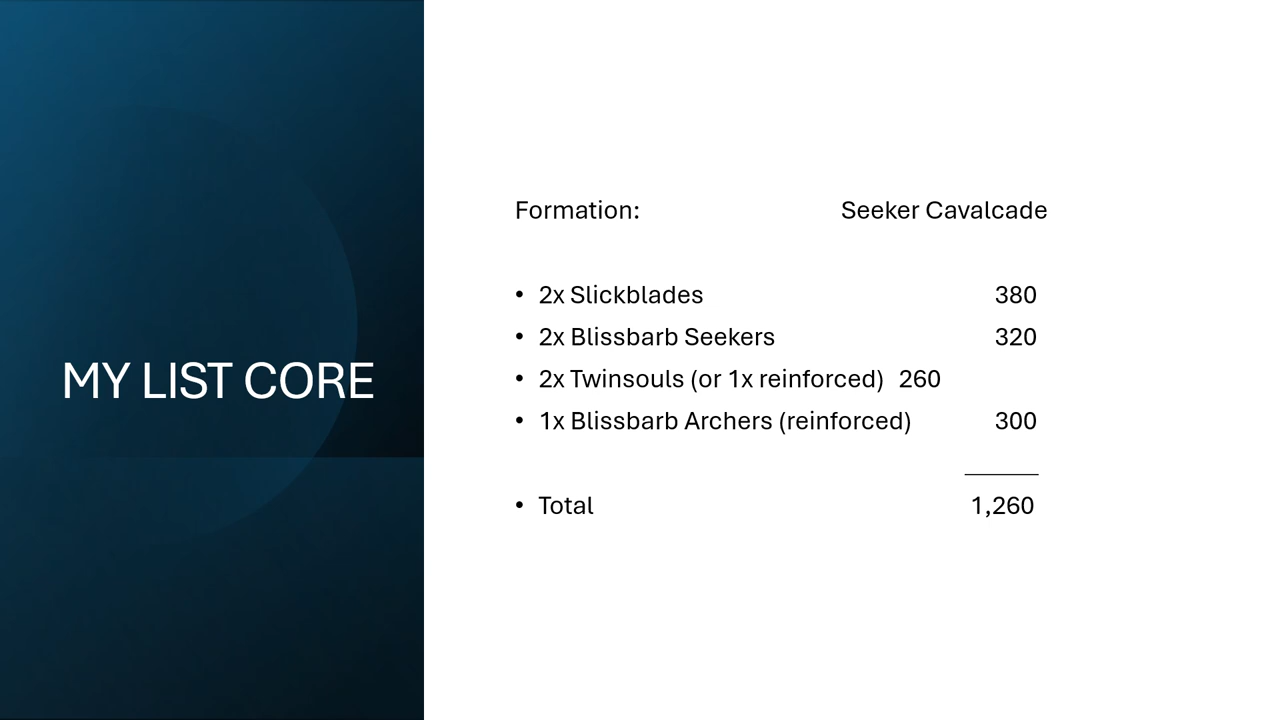 MY LIST CORE
Formation: Seeker Cavalcade
• 2x Slickblades 380
• 2x Blissbarb Seekers 320
• 2x Twinsouls (or 1x reinforced) 260
• 1x Blissbarb Archers (reinforced) 300
• Total 1,260